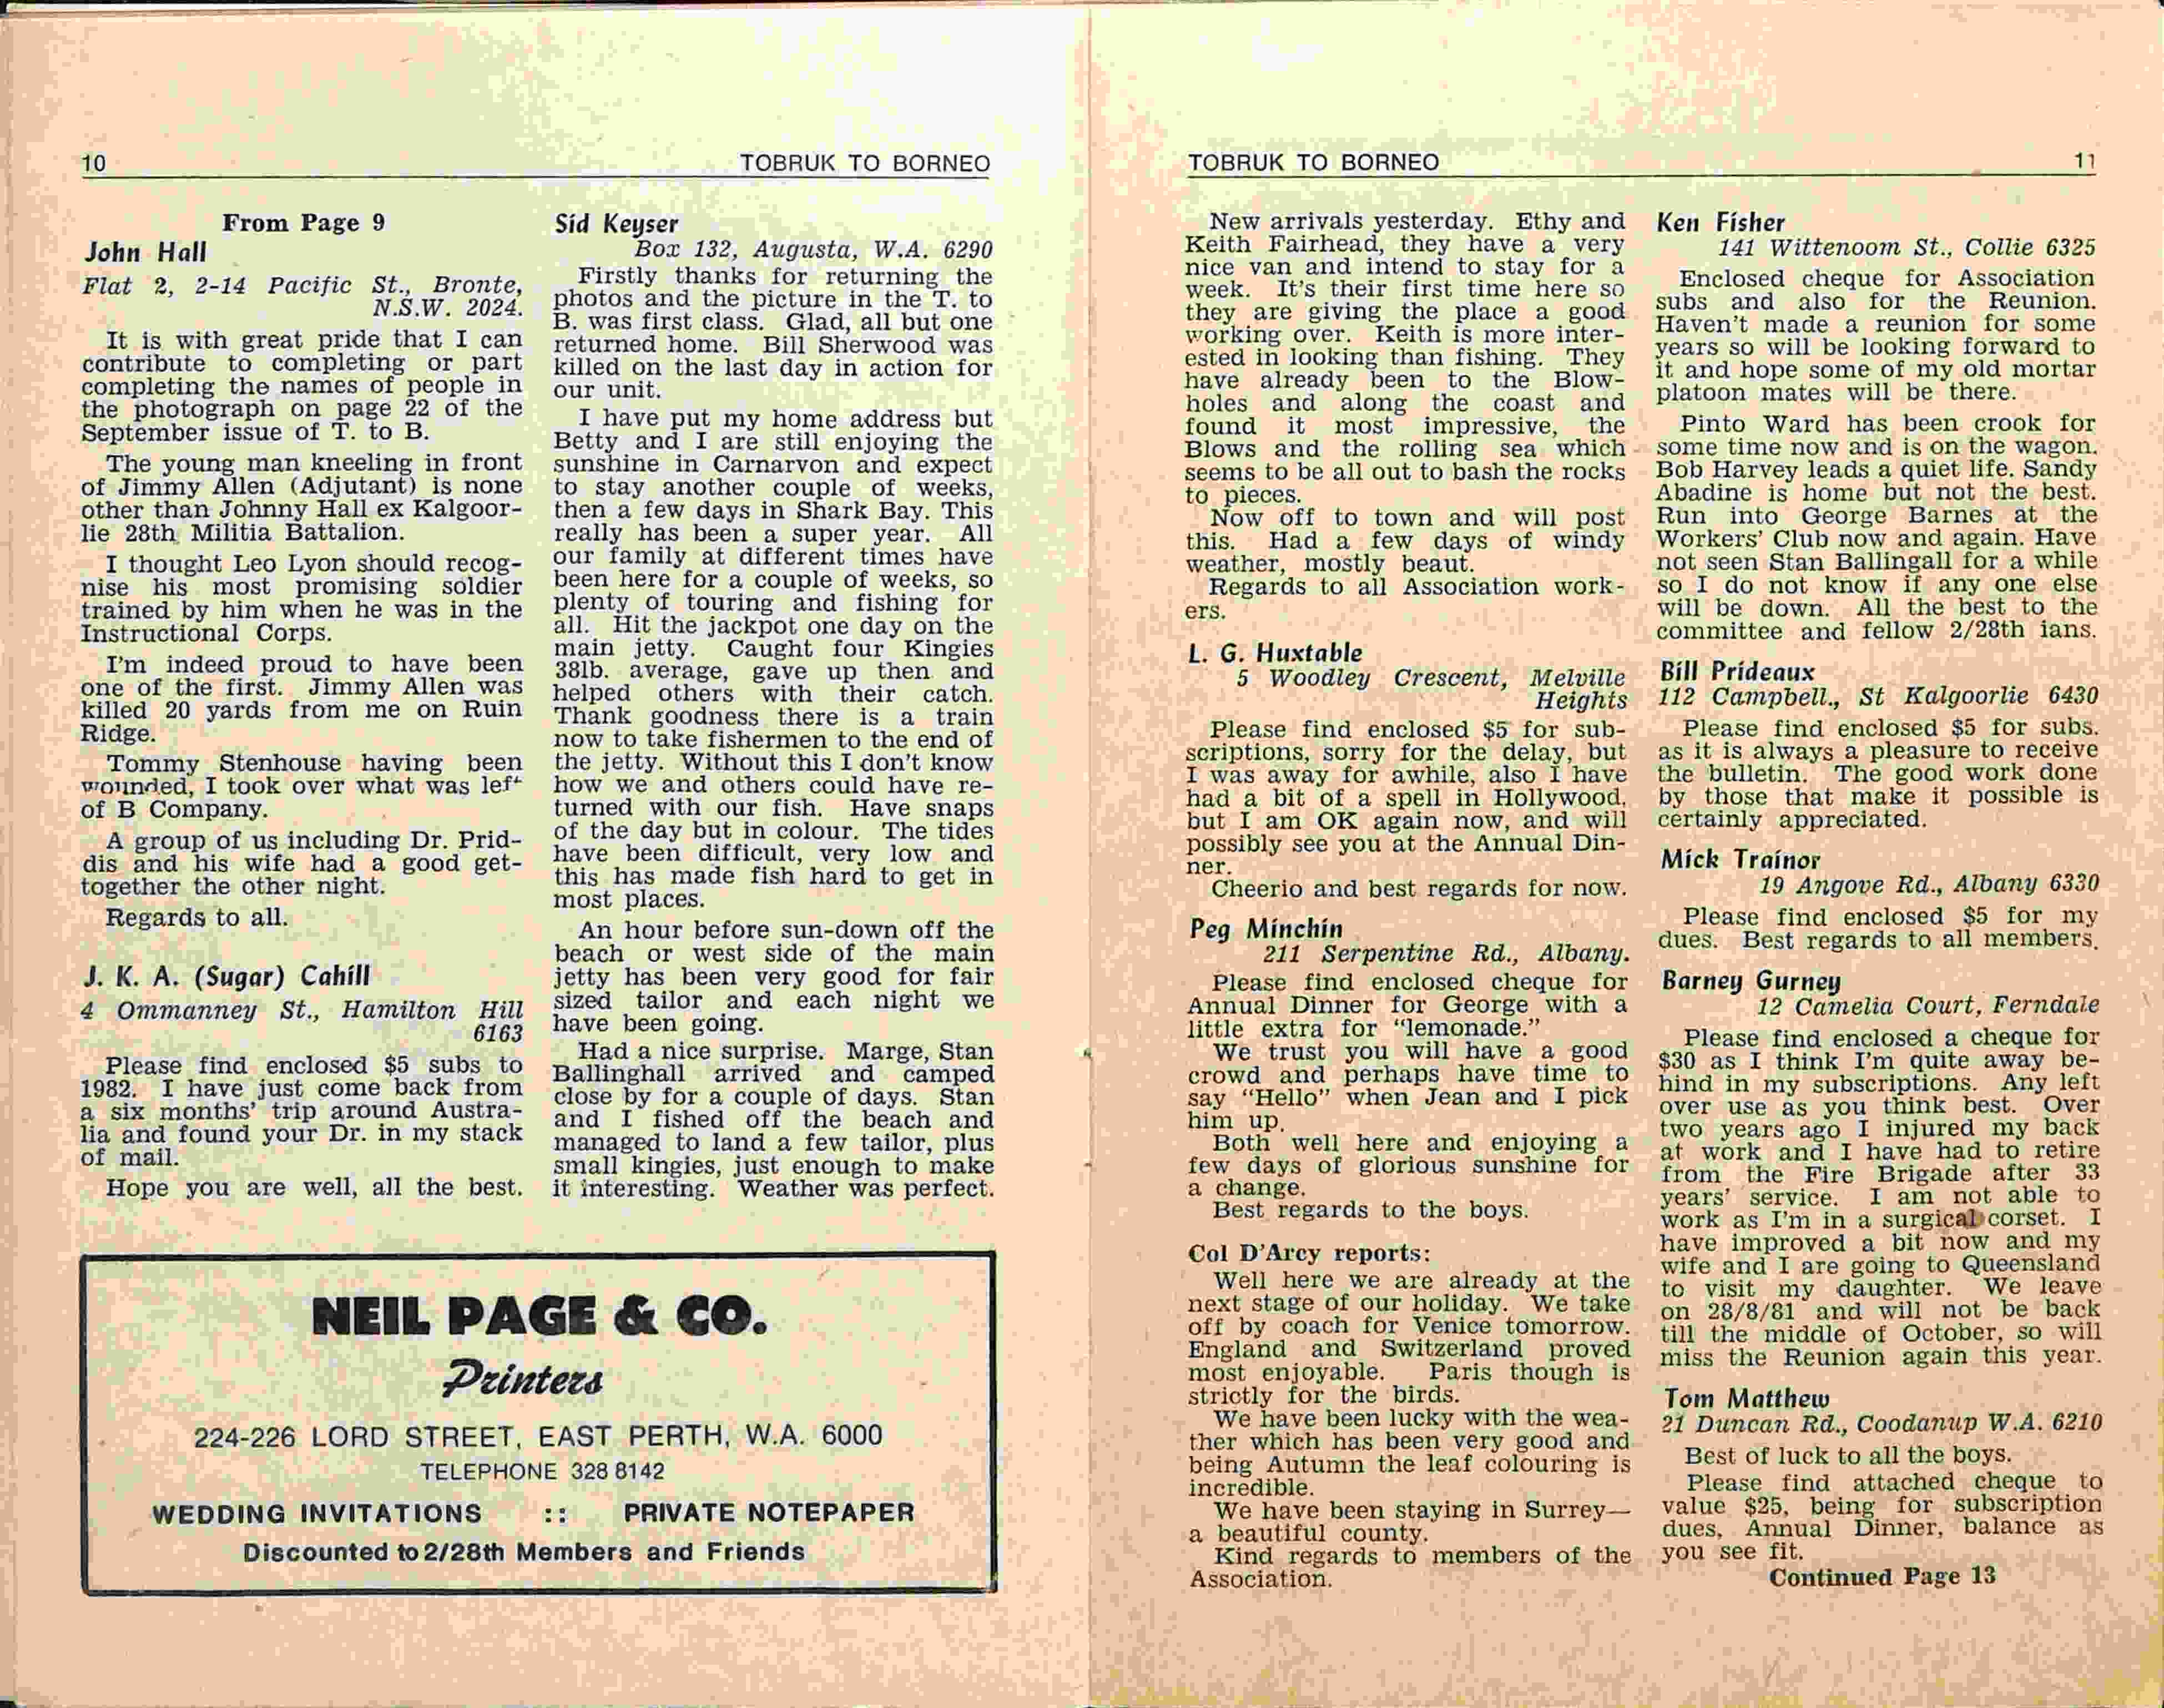 10
TOBRUK TO BORNEO
From Page 9
John Hall
Flat 2, 2-14 Pacific St., Bronte,
N.S.W. 2024.
It is with great pride that I can
contribute to completing or part
completing the names of people in
the photograph on page 22 of the
September issue of T. to B.
The young man kneeling in front
of Jimmy Allen (Adjutant) is none
other than Johnny Hall ex Kalgoor-
lie 28th Militia Battalion.
I thought Leo Lyon should recog-
nise his most promising soldier
trained by him when he was in the
Instructional Corps.
I'm indeed proud to have been
one of the first. Jimmy Allen was
killed 20 yards from me on Ruin
Ridge.
Tommy Stenhouse having been
wounded, I took over what was left
of B Company.
A group of us including Dr. Prid-
dis and his wife had a good get-
together the other night.
Regards to all.
J. K. A. (Sugar) Cahill
4 Ommanney St., Hamilton Hill
6163
Please find enclosed $5 subs to
1982. I have just come back from
a six months' trip around Austra-
lia and found your Dr. in my stack
of mail.
Hope you are well, all the best.
Sid Keyser
Box 132, Augusta, W.A. 6290
Firstly thanks for returning the
photos and the picture in the T. to
B. was first class. Glad, all but one
returned home. Bill Sherwood was
killed on the last day in action for
our unit.
I have put my home address but
Betty and I are still enjoying the
sunshine in Carnarvon and expect
to stay another couple of weeks,
then a few days in Shark Bay. This
really has been a super year. All
our family at different times have
been here for a couple of weeks, so
plenty of touring and fishing for
all. Hit the jackpot one day on the
main jetty. Caught four Kingies
38lb. average, gave up then and
helped others with their catch.
Thank goodness there is a train
now to take fishermen to the end of
the jetty. Without this I don't know
how we and others could have re-
turned with our fish. Have snaps
of the day but in colour. The tides
have been difficult, very low and
this has made fish hard to get in
most places.
An hour before sun-down off the
beach or west side of the main
jetty has been very good for fair
sized tailor and each night we
have been going.
Had a nice surprise. Marge, Stan
Ballinghall arrived and camped
close by for a couple of days. Stan
and I fished off the beach and
managed to land a few tailor, plus
small kingies, just enough to make
it interesting. Weather was perfect.
NEIL PAGE & CO.
Printers
224-226 LORD STREET, EAST PERTH, W.A. 6000
TELEPHONE 328 8142
WEDDING INVITATIONS :: PRIVATE NOTEPAPER
Discounted to 2/28th Members and Friends
TOBRUK TO BORNEO
11
New arrivals yesterday. Ethy and
Keith Fairhead, they have a very
nice van and intend to stay for a
week. It's their first time here so
they are giving the place a good
working over. Keith is more inter-
ested in looking than fishing. They
have already been to the Blow-
holes and along the coast and
found it most impressive, the
Blows and the rolling sea which
seems to be all out to bash the rocks
to pieces.
Now off to town and will post
this. Had a few days of windy
weather, mostly beaut.
Regards to all Association work-
ers.
L. G. Huxtable
5 Woodley Crescent, Melville
Heights
Please find enclosed $5 for sub-
scriptions, sorry for the delay, but
I was away for awhile, also I have
had a bit of a spell in Hollywood,
but I am OK again now, and will
possibly see you at the Annual Din-
ner.
Cheerio and best regards for now.
Peg Minchin
211 Serpentine Rd., Albany.
Please find enclosed cheque for
Annual Dinner for George with a
little extra for "lemonade."
We trust you will have a good
crowd and perhaps have time to
say "Hello" when Jean and I pick
him up.
Both well here and enjoying a
few days of glorious sunshine for
a change.
Best regards to the boys.
Col D'Arcy reports:
Well here we are already at the
next stage of our holiday. We take
off by coach for Venice tomorrow.
England and Switzerland proved
most enjoyable. Paris though is
strictly for the birds.
We have been lucky with the wea-
ther which has been very good and
being Autumn the leaf colouring is
incredible.
We have been staying in Surrey—
a beautiful county.
Kind regards to members of the
Association.
Ken Fisher
141 Wittenoom St., Collie 6325
Enclosed cheque for Association
subs and also for the Reunion.
Haven't made a reunion for some
years so will be looking forward to
it and hope some of my old mortar
platoon mates will be there.
Pinto Ward has been crook for
some time now and is on the wagon.
Bob Harvey leads a quiet life. Sandy
Abadine is home but not the best.
Run into George Barnes at the
Workers' Club now and again. Have
not seen Stan Ballingall for a while
so I do not know if any one else
will be down. All the best to the
committee and fellow 2/28th ians.
Bill Prideaux
112 Campbell., St Kalgoorlie 6430
Please find enclosed $5 for subs.
as it is always a pleasure to receive
the bulletin. The good work done
by those that make it possible is
certainly appreciated.
Mick Trainor
19 Angove Rd., Albany 6330
Please find enclosed $5 for my
dues. Best regards to all members.
Barney Gurney
12 Camelia Court, Ferndale
Please find enclosed a cheque for
$30 as I think I'm quite away be-
hind in my subscriptions. Any left
over use as you think best. Over
two years ago I injured my back
at work and I have had to retire
from the Fire Brigade after 33
years' service. I am not able to
work as I'm in a surgical corset. I
have improved a bit now and my
wife and I are going to Queensland
to visit my daughter. We leave
on 28/8/81 and will not be back
till the middle of October, so will
miss the Reunion again this year.
Tom Matthew
21 Duncan Rd., Coodanup W.A. 6210
Best of luck to all the boys.
Please find attached cheque to
value $25, being for subscription
dues, Annual Dinner, balance as
you see fit.
Continued Page 13